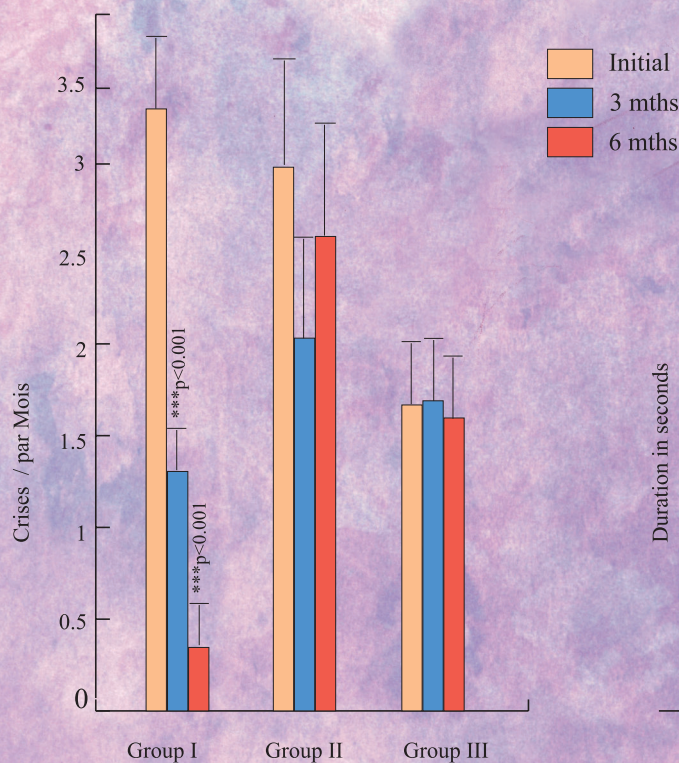 3.5
3
2.5
2
1.5
1
0.5
0
Crises / par Mois
***p<0.001
***p<0.001
Initial
3 mths
6 mths
Group I
Group II
Group III
Duration in seconds